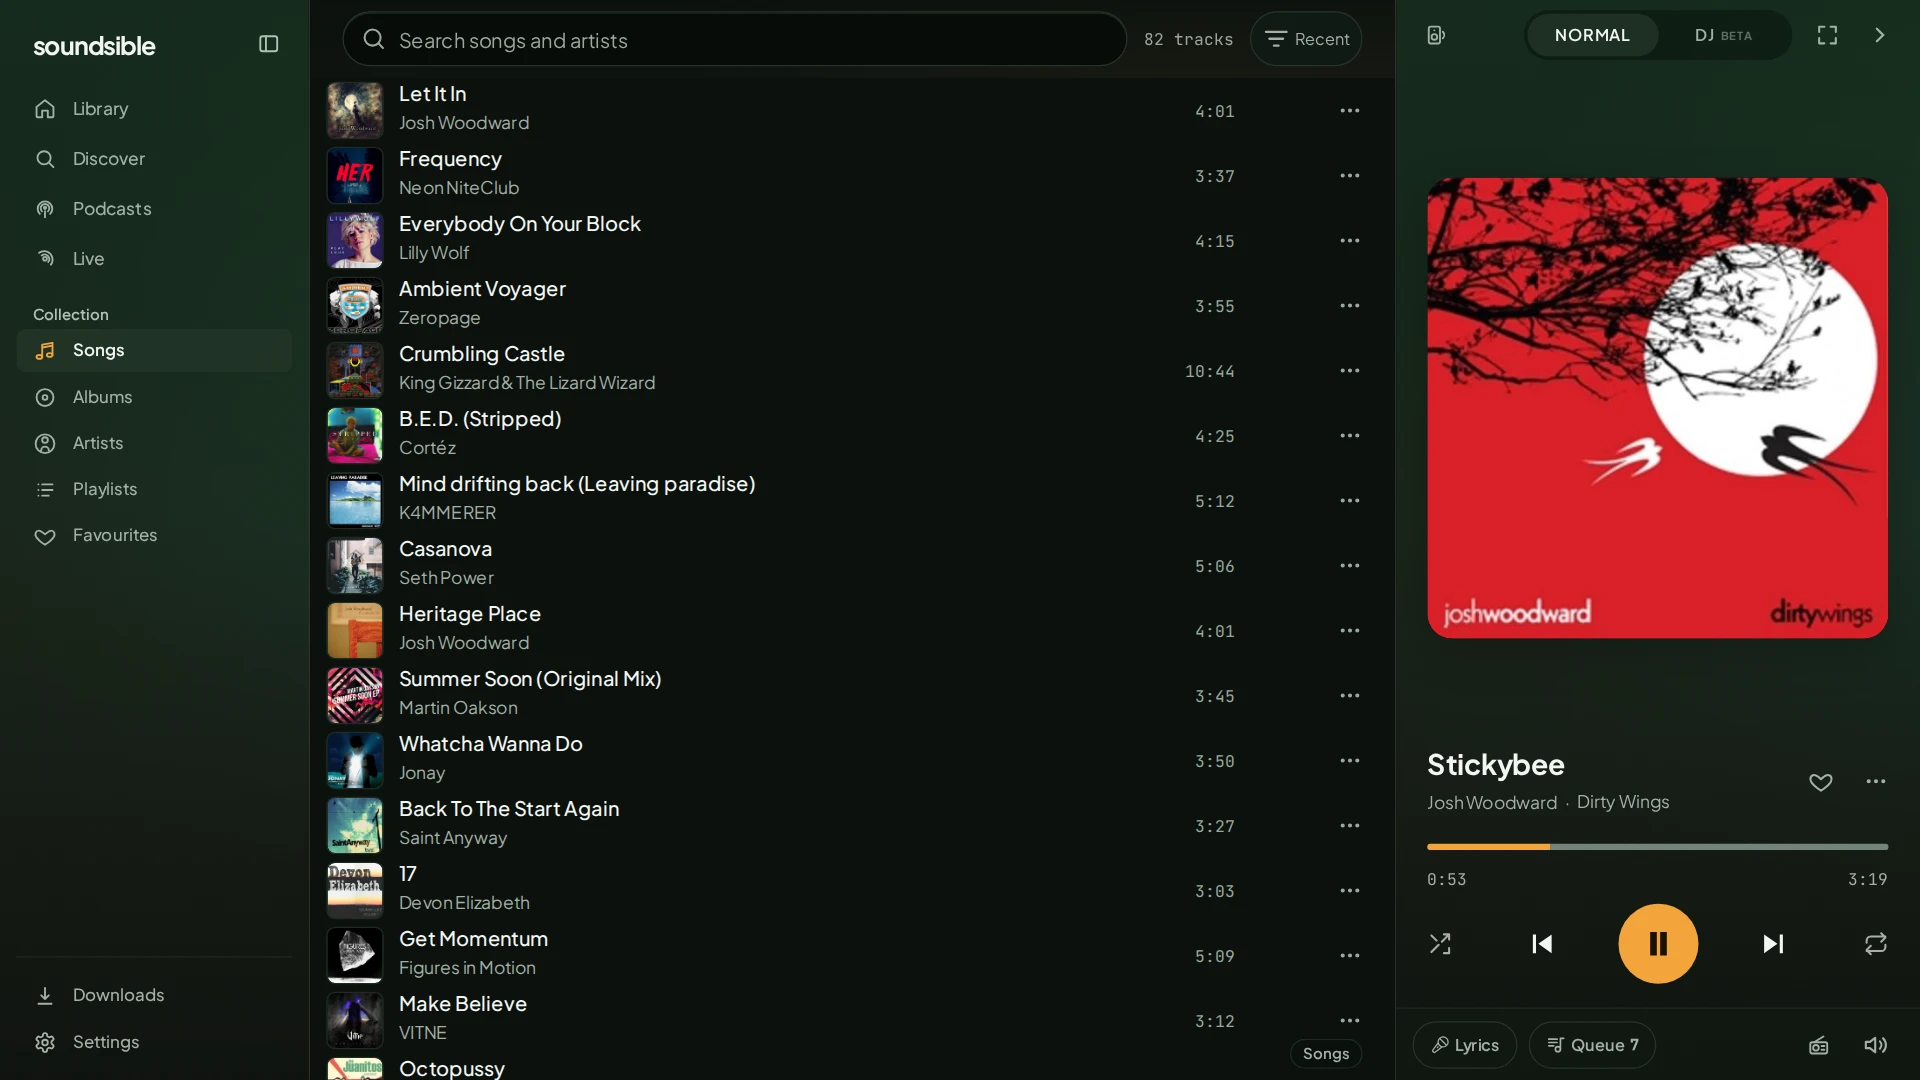 soundsible
Library
Discover
Podcasts
Live
Collection
Songs
Albums
Artists
Playlists
Favourites
Downloads
Settings
Search songs and artists
82 tracks
Recent
Let It In
Josh Woodward
4:01
Frequency
Neon NiteClub
3:37
Everybody On Your Block
Lilly Wolf
4:15
Ambient Voyager
Zeropage
3:55
Crumbling Castle
King Gizzard & The Lizard Wizard
10:44
B.E.D. (Stripped)
Cortéz
4:25
Mind drifting back (Leaving paradise)
K4MMERER
5:12
Casanova
Seth Power
5:06
Heritage Place
Josh Woodward
4:01
Summer Soon (Original Mix)
Martin Oakson
3:45
Whatcha Wanna Do
Jonay
3:50
Back To The Start Again
Saint Anyway
3:27
17
Devon Elizabeth
3:03
Get Momentum
Figures in Motion
5:09
Make Believe
VITNE
3:12
Octopussy
Songs
HER
Devon
Elizabeth
NORMAL
DJ BETA
joshwoodward
dirtywings
Stickybee
Josh Woodward · Dirty Wings
0:53
3:19
Lyrics
Queue 7